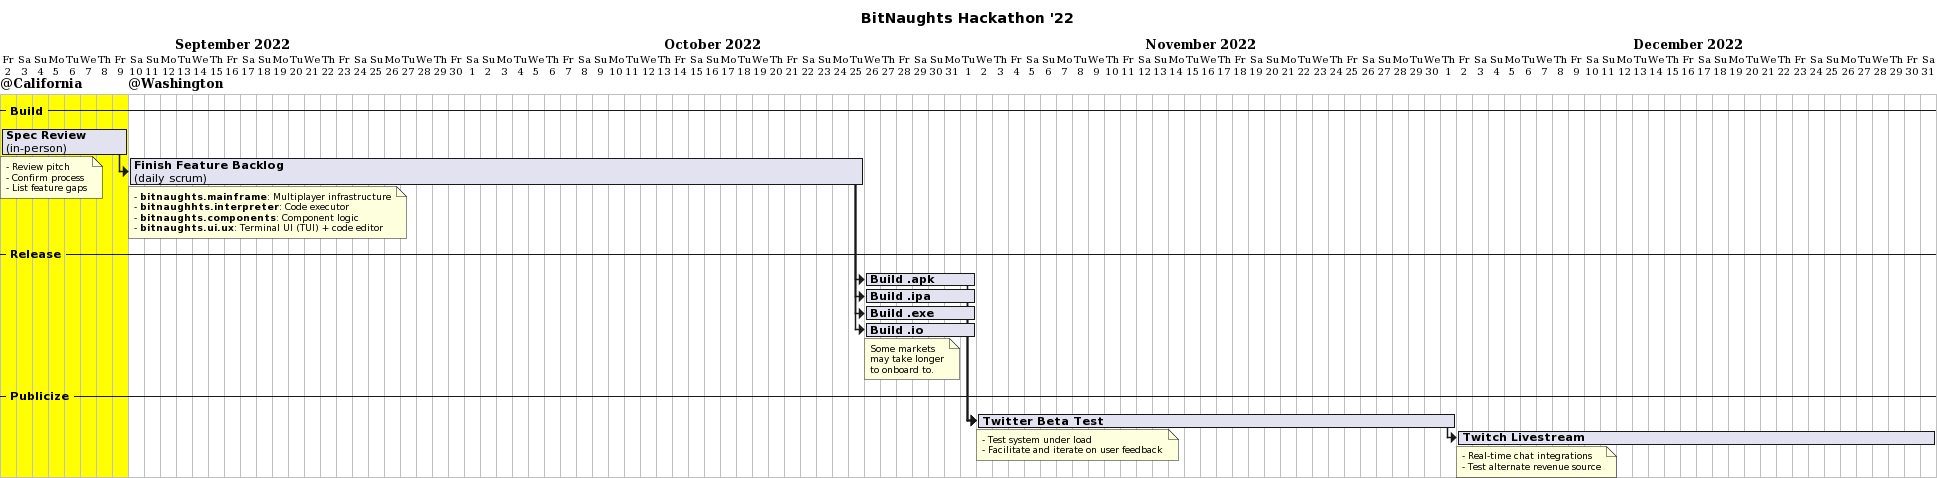 BitNaughts Hackathon '22
September 2022 October 2022 November 2022 December 2022
Fr Sa Su Mo Tu We Th Fr Sa Su Mo Tu We Th Fr Sa Su Mo Tu We Th Fr Sa Su Mo Tu We Th Fr Sa Su Mo Tu We Th Fr Sa Su Mo Tu We Th Fr Sa Su Mo Tu We Th Fr Sa Su Mo Tu We Th Fr Sa Su Mo Tu We Th Fr Sa Su Mo Tu We Th Fr Sa Su Mo Tu We Th Fr Sa Su Mo Tu We Th Fr Sa Su Mo Tu We Th Fr Sa Su Mo Tu We Th Fr Sa Su Mo Tu We Th Fr Sa Su Mo Tu We Th Fr Sa Su Mo Tu We Th Fr Sa
2 3 4 5 6 7 8 9 10 11 12 13 14 15 16 17 18 19 20 21 22 23 24 25 26 27 28 29 30 1 2 3 4 5 6 7 8 9 10 11 12 13 14 15 16 17 18 19 20 21 22 23 24 25 26 27 28 29 30 31 1 2 3 4 5 6 7 8 9 10 11 12 13 14 15 16 17 18 19 20 21 22 23 24 25 26 27 28 29 30 1 2 3 4 5 6 7 8 9 10 11 12 13 14 15 16 17 18 19 20 21 22 23 24 25 26 27 28 29 30 31
@California @Washington
Build
Spec Review
(in-person)
- Review pitch
- Confirm process
- List feature gaps
Finish Feature Backlog
(daily scrum)
- bitnaughts.mainframe: Multiplayer infrastructure
- bitnaughhts.interpreter: Code executor
- bitnaughts.components: Component logic
- bitnaughts.ui.ux: Terminal UI (TUI) + code editor
Release
Build .apk
Build .ipa
Build .exe
Build .io
Some markets
may take longer
to onboard to.
Publicize
Twitter Beta Test
- Test system under load
- Facilitate and iterate on user feedback
Twitch Livestream
- Real-time chat integrations
- Test alternate revenue source